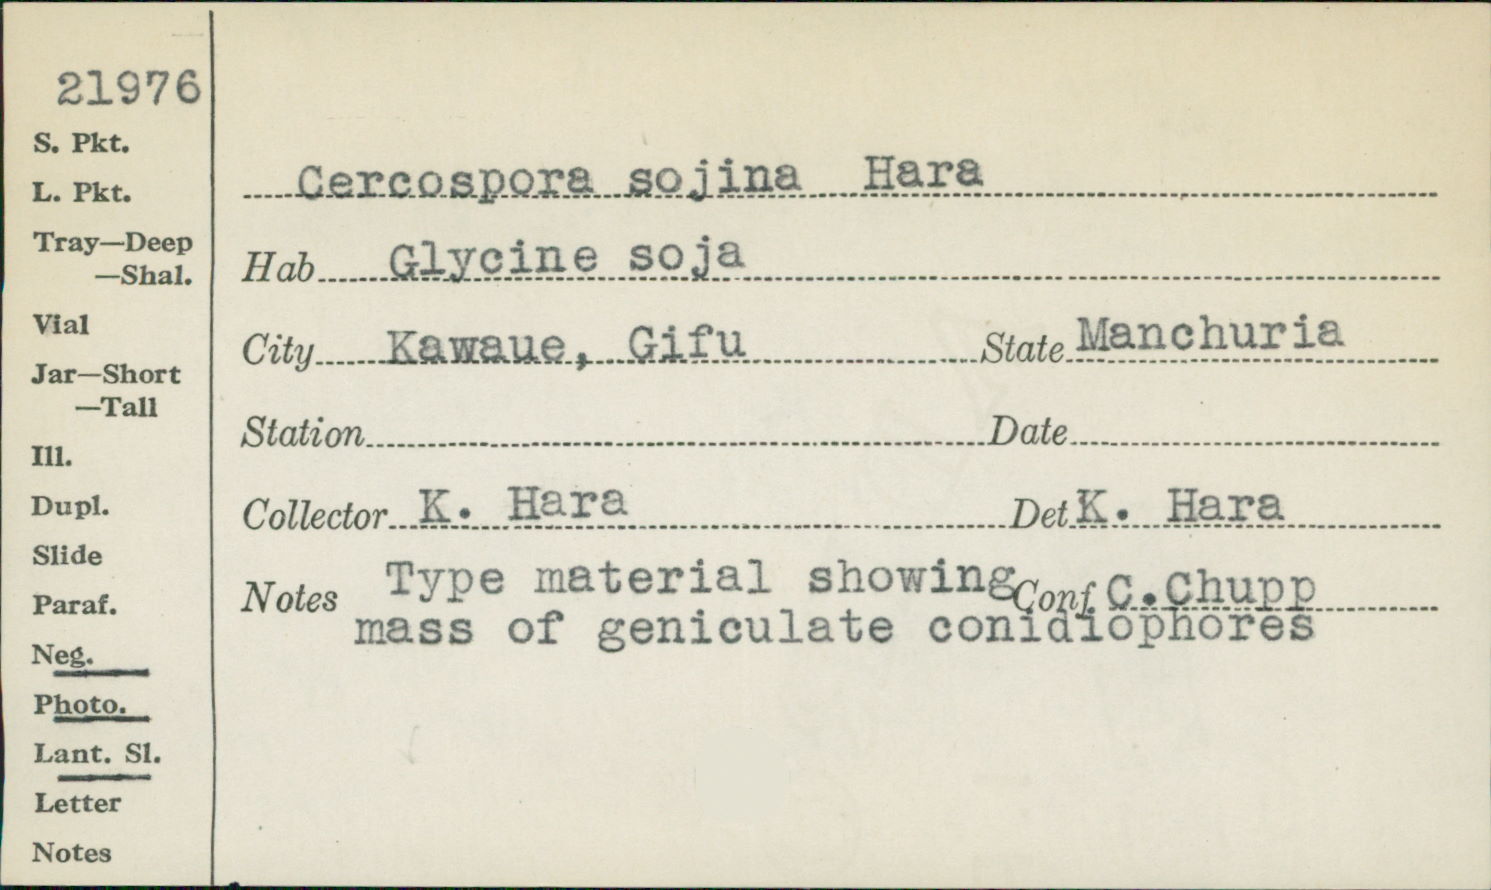 21976
S. Pkt.
L. Pkt.
Tray—Deep
—Shal.
Vial
Jar—Short
—Tall
Ill.
Dupl.
Slide
Paraf.
Neg.
Photo.
Lant. Sl.
Letter
Notes
Cercospora sojina Hara
Hab Glycine soja
City Kawaue, Gifu State Manchuria
Station Date
Collector K. Hara Det K. Hara
Notes Type material showing Conf. C.Chupp
mass of geniculate conidiophores